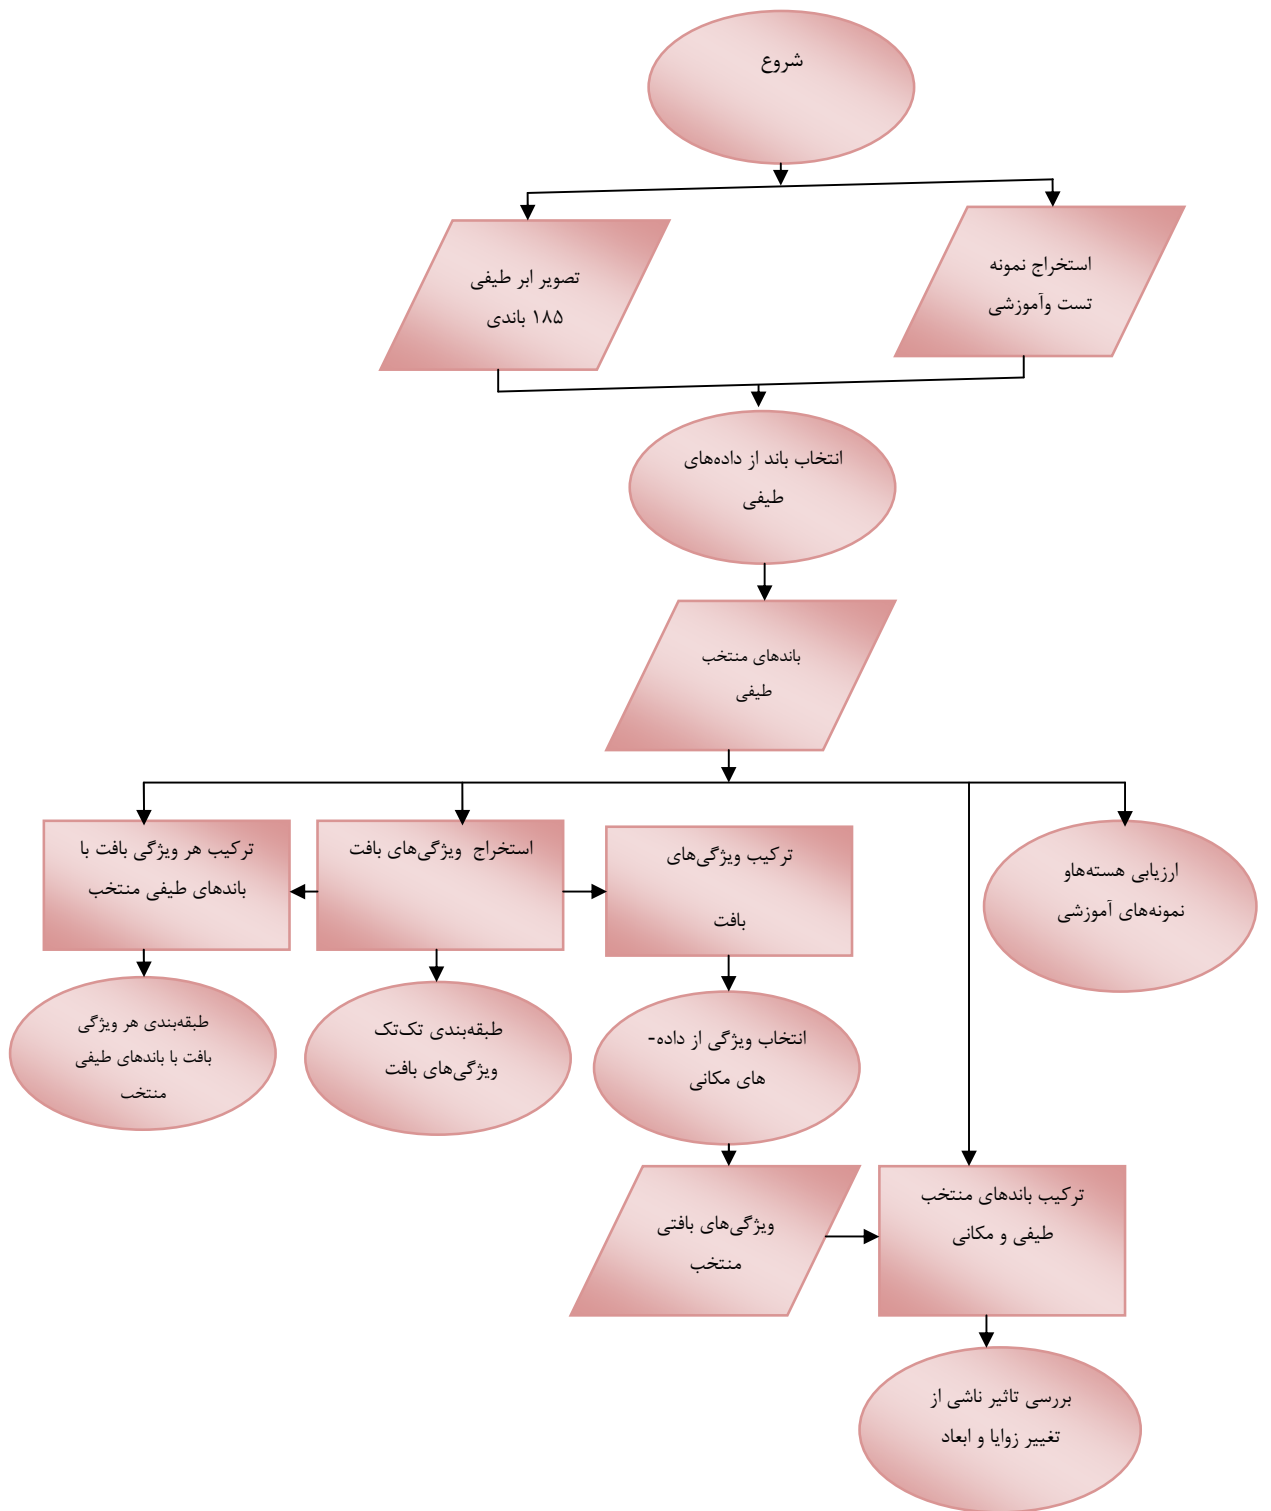 شروع
استخراج نمونه
تست وآموزشی
تصویر ابر طیفی
۱۸۵ باندی
انتخاب باند از داده‌های
طیفی
باندهای منتخب
طیفی
ارزیابی هسته‌هاو
نمونه‌های آموزشی
ترکیب ویژگی‌های
بافت
استخراج ویژگی‌های بافت
ترکیب هر ویژگی بافت با
باندهای طیفی منتخب
انتخاب ویژگی از داده-
های مکانی
طبقه‌بندی تک‌تک
ویژگی‌های بافت
طبقه‌بندی هر ویژگی
بافت با باندهای طیفی
منتخب
ترکیب باندهای منتخب
طیفی و مکانی
ویژگی‌های بافتی
منتخب
بررسی تاثیر ناشی از
تغییر زوایا و ابعاد